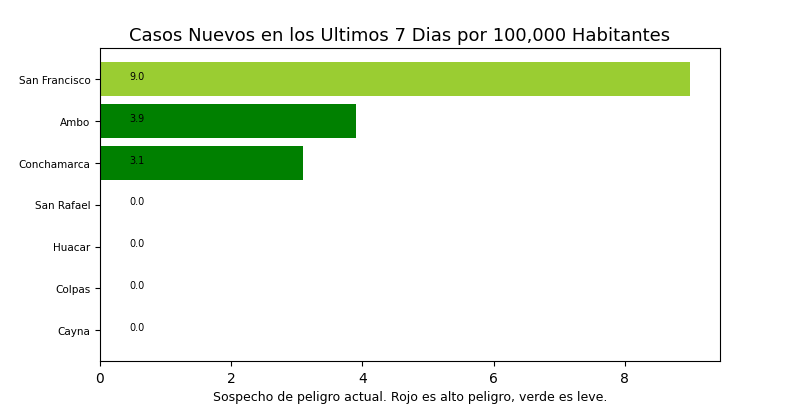 Casos Nuevos en los Ultimos 7 Dias por 100,000 Habitantes
San Francisco 9.0
Ambo 3.9
Conchamarca 3.1
San Rafael 0.0
Huacar 0.0
Colpas 0.0
Cayna 0.0
0 2 4 6 8
Sospecho de peligro actual. Rojo es alto peligro, verde es leve.